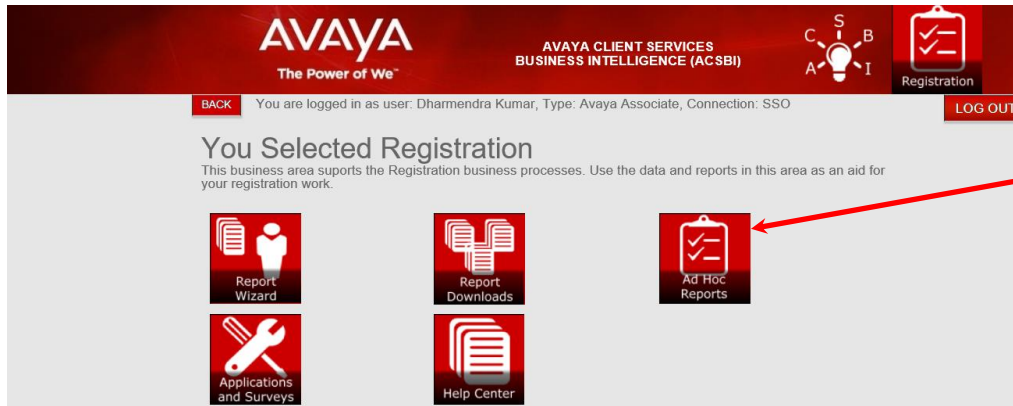 AVAYA
The Power of We™
AVAYA CLIENT SERVICES
BUSINESS INTELLIGENCE (ACSBI)
A C S B I
Registration
BACK
You are logged in as user: Dharmendra Kumar, Type: Avaya Associate, Connection: SSO
LOG OUT
You Selected Registration
This business area suports the Registration business processes. Use the data and reports in this area as an aid for
your registration work.
Report
Wizard
Report
Downloads
Ad Hoc
Reports
Applications
and Surveys
Help Center